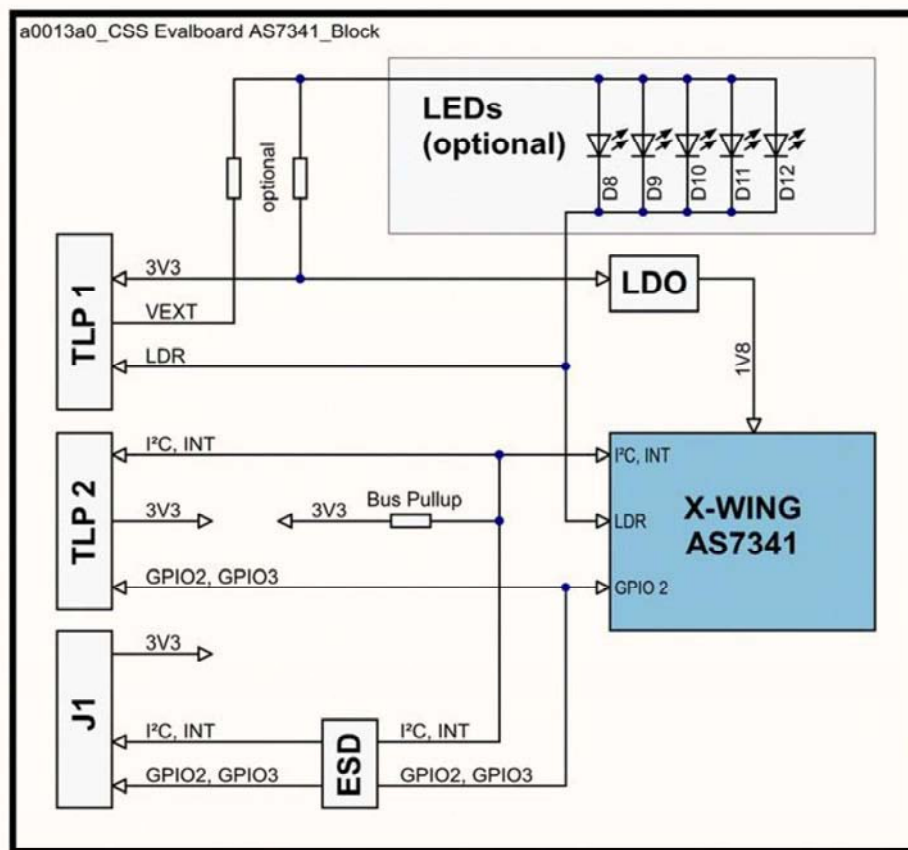 a0013a0_CSS Evalboard AS7341_Block
LEDs
(optional)
optional
D8
D9
D10
D11
D12
TLP 1
3V3
VEXT
LDR
LDO
1V8
TLP 2
I²C, INT
3V3
3V3
Bus Pullup
GPIO2, GPIO3
I²C, INT
LDR
GPIO 2
X-WING
AS7341
J1
3V3
I²C, INT
GPIO2, GPIO3
ESD
I²C, INT
GPIO2, GPIO3